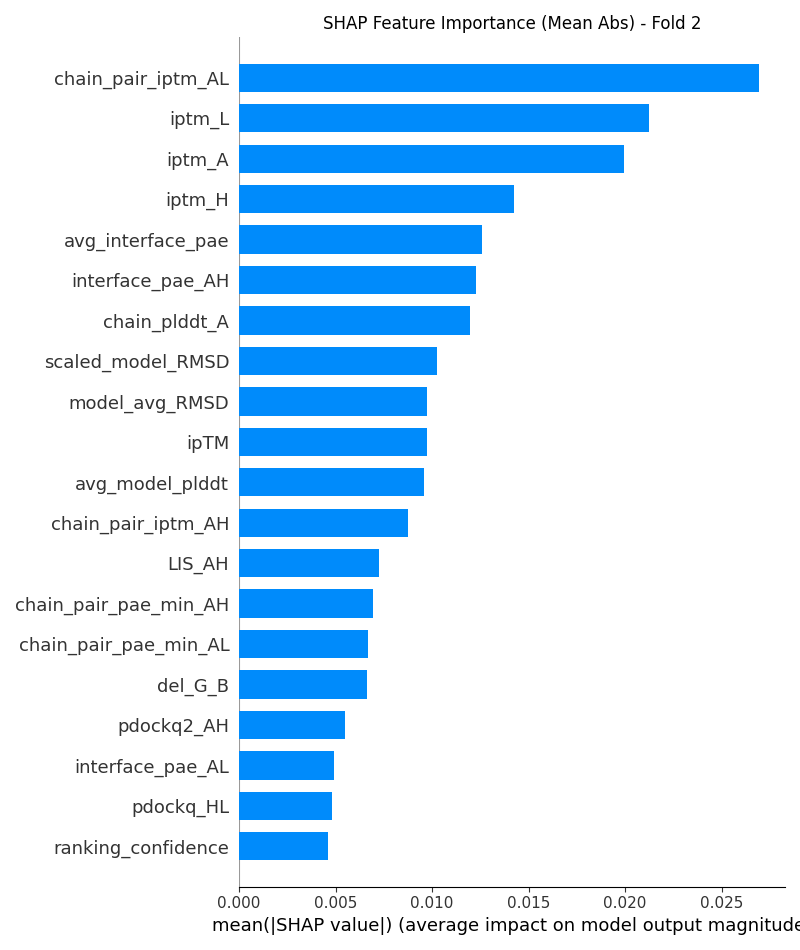 SHAP Feature Importance (Mean Abs) - Fold 2
chain_pair_iptm_AL
iptm_L
iptm_A
iptm_H
avg_interface_pae
interface_pae_AH
chain_plddt_A
scaled_model_RMSD
model_avg_RMSD
ipTM
avg_model_plddt
chain_pair_iptm_AH
LIS_AH
chain_pair_pae_min_AH
chain_pair_pae_min_AL
del_G_B
pdockq2_AH
interface_pae_AL
pdockq_HL
ranking_confidence
0.000 0.005 0.010 0.015 0.020 0.025
mean(|SHAP value|) (average impact on model output magnitude